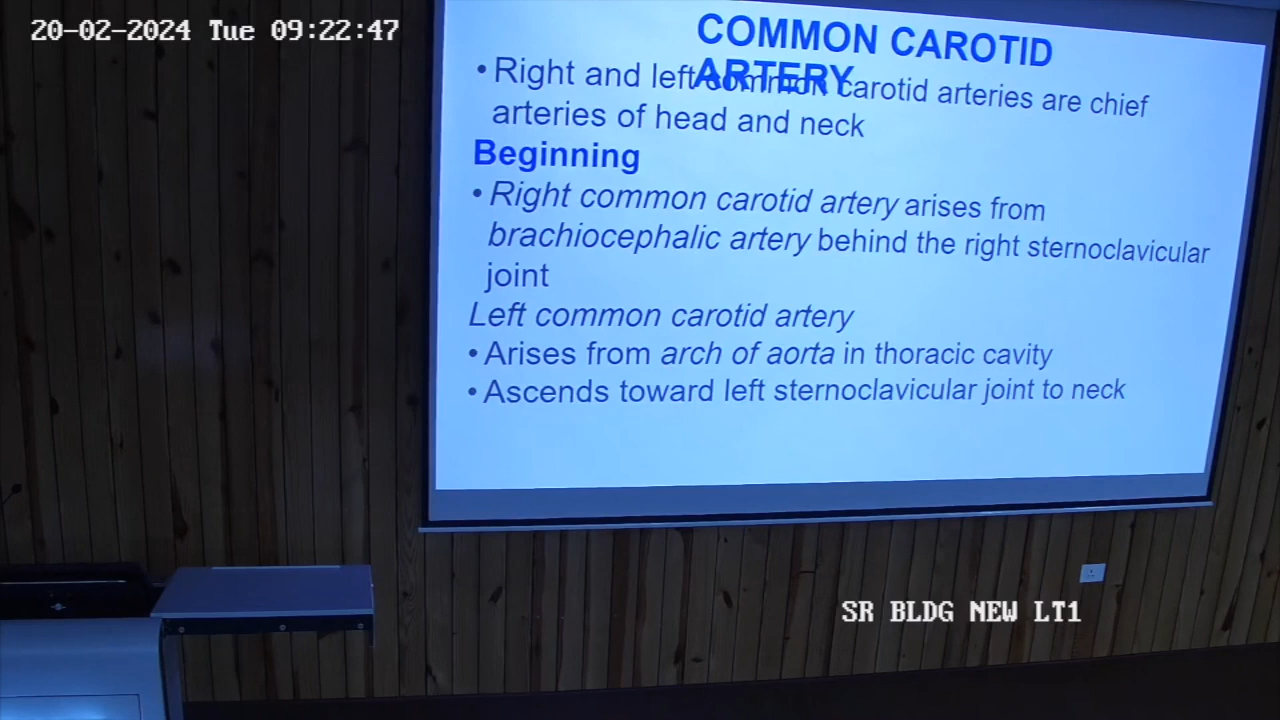 20-02-2024 Tue 09:22:47
COMMON CAROTID
ARTERY
•Right and left common carotid arteries are chief
arteries of head and neck
Beginning
•Right common carotid artery arises from
brachiocephalic artery behind the right sternoclavicular
joint
Left common carotid artery
•Arises from arch of aorta in thoracic cavity
•Ascends toward left sternoclavicular joint to neck
SR BLDG NEW LT1